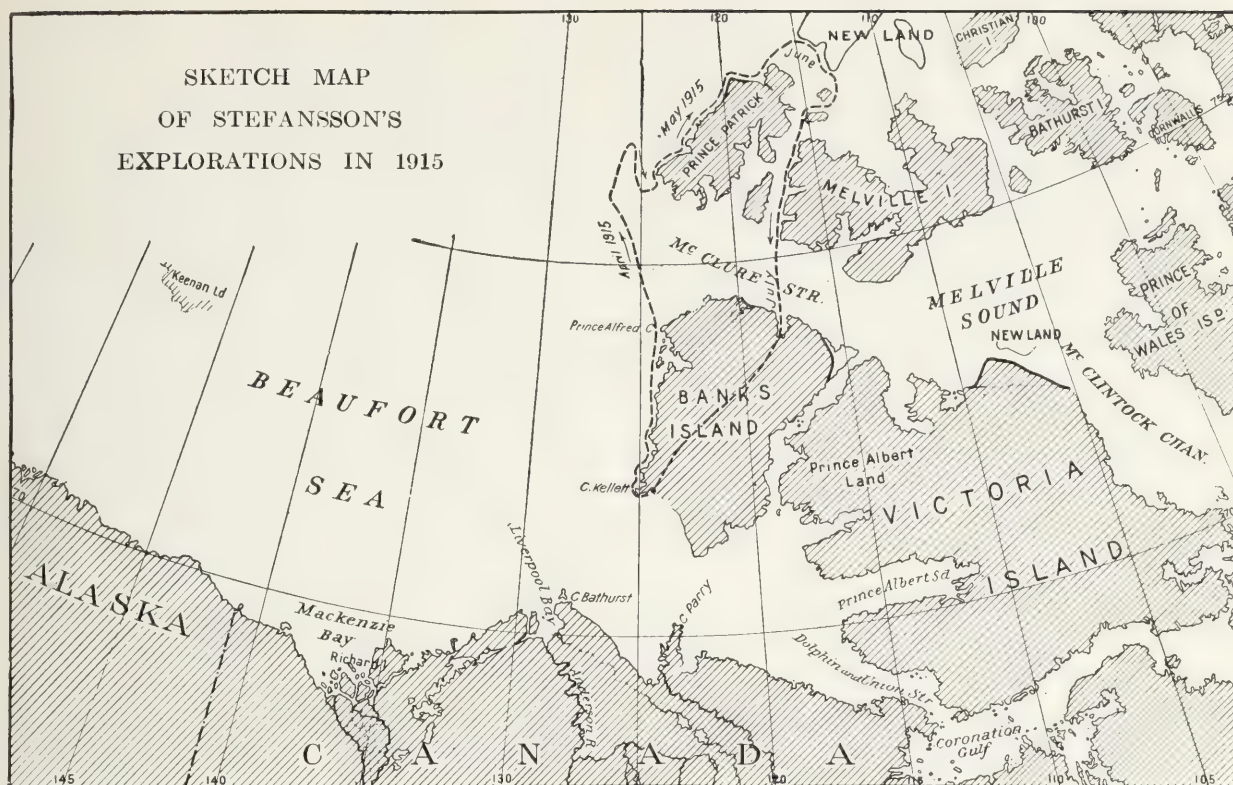 SKETCH MAP
OF STEFANSSON'S
EXPLORATIONS IN 1915
130
120
110
100
NEW LAND
CHRISTIAN
I.
June
May 1915
PRINCE PATRICK
BATHURST I
CORNWALLIS
MELVILLE I
April 1915
Mc CLURE STR.
July
Keenan Ld
MELVILLE
SOUND
NEW LAND
PRINCE
OF
WALES ISD.
Mc CLINTOCK CHAN.
Prince Alfred C
BEAUFORT
SEA
BANKS
ISLAND
C. Kellett
Prince Albert
Land
VICTORIA
ISLAND
70
ALASKA
Mackenzie
Bay
Richard I
Liverpool Bay
C Bathurst
C Parry
Prince Albert Sd
Dolphin and Union St.
Anderson R.
Coronation
Gulf
CANADA
145
140
130
120
115
110
105